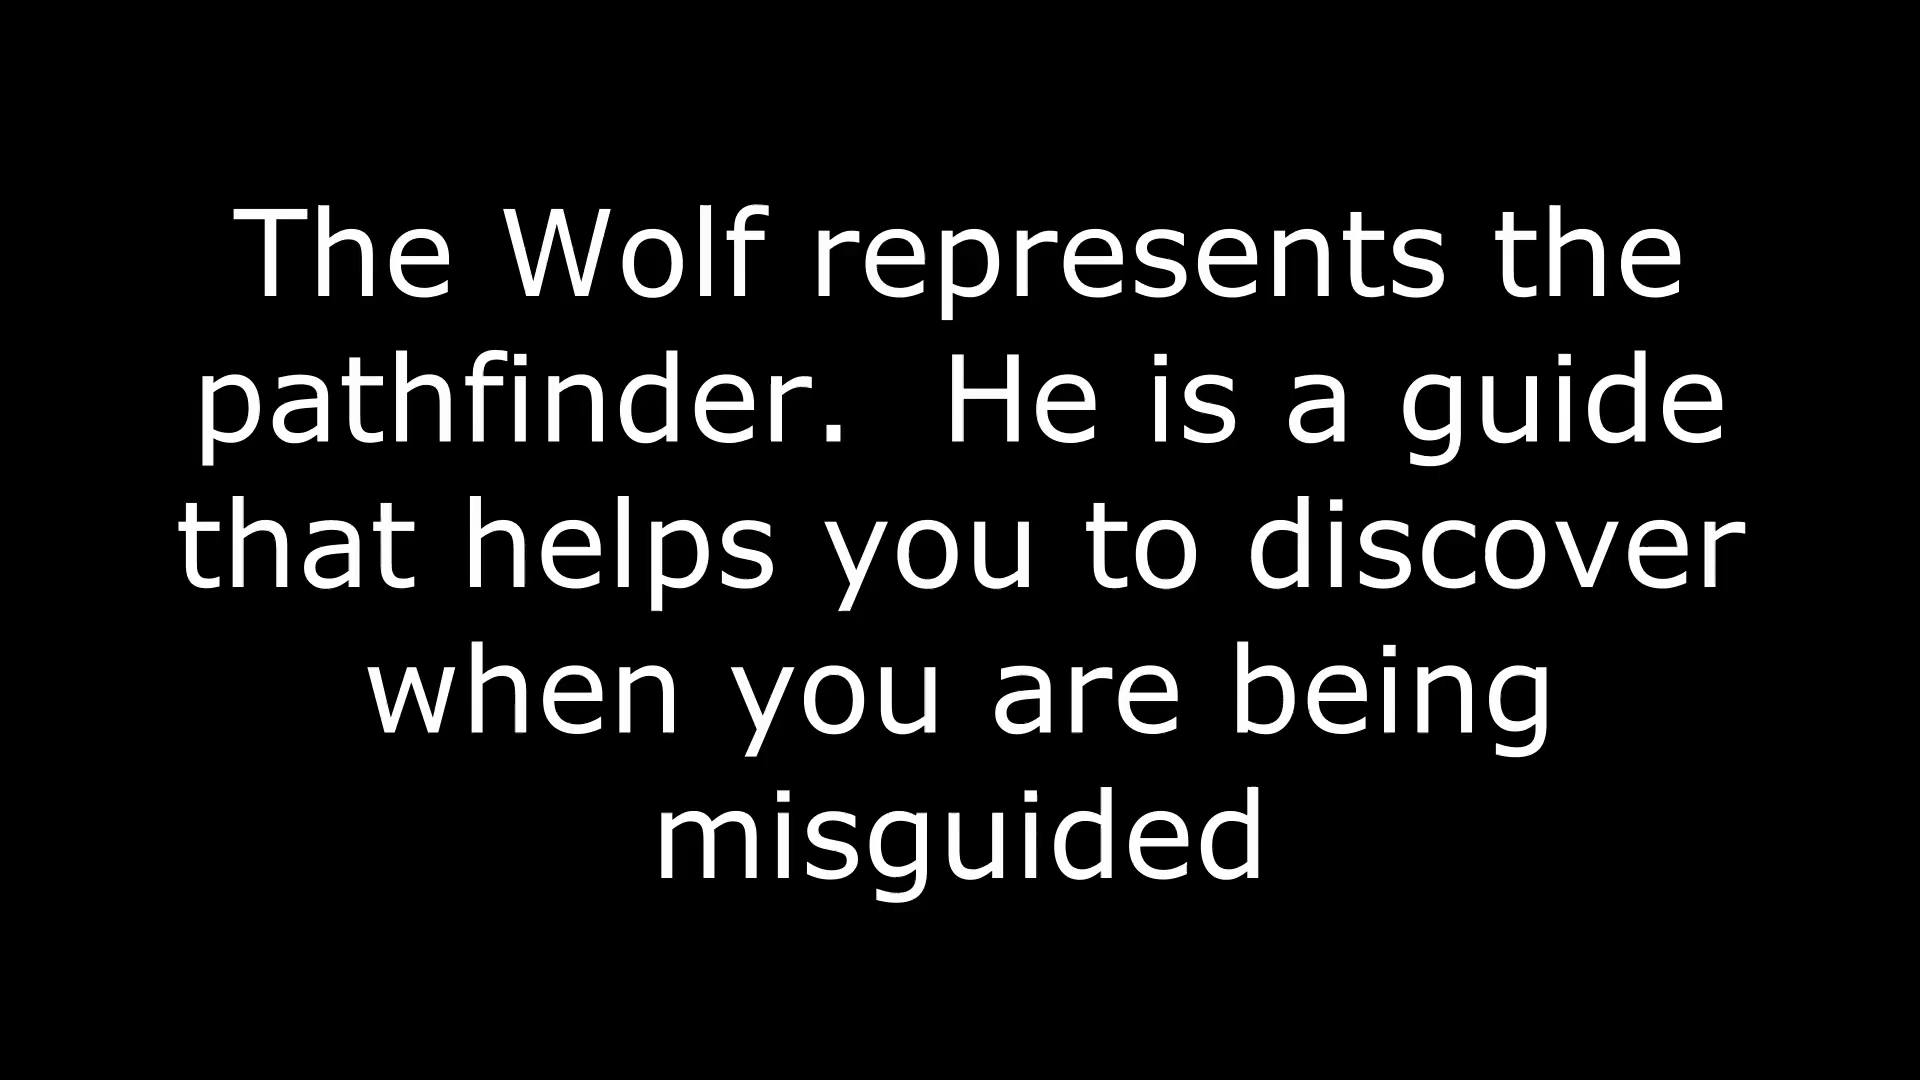 The Wolf represents the
pathfinder.  He is a guide
that helps you to discover
when you are being
misguided